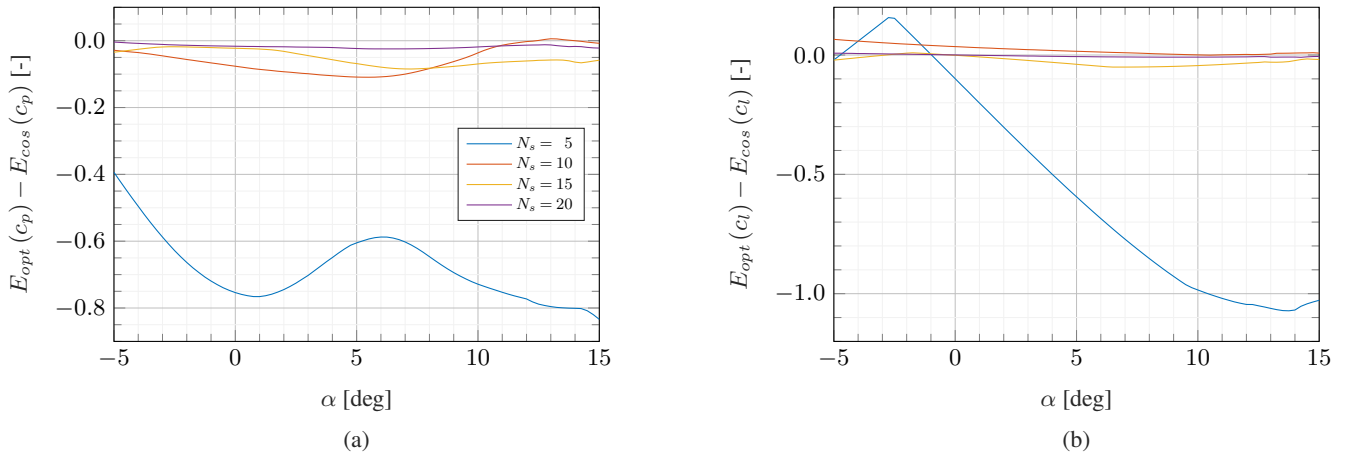 0.0
−0.2
−0.4
−0.6
−0.8
E_opt (c_p) − E_cos (c_p) [-]
N_s = 5
N_s = 10
N_s = 15
N_s = 20
−5 0 5 10 15
α [deg]
(a)
0.0
−0.5
−1.0
E_opt (c_l) − E_cos (c_l) [-]
−5 0 5 10 15
α [deg]
(b)